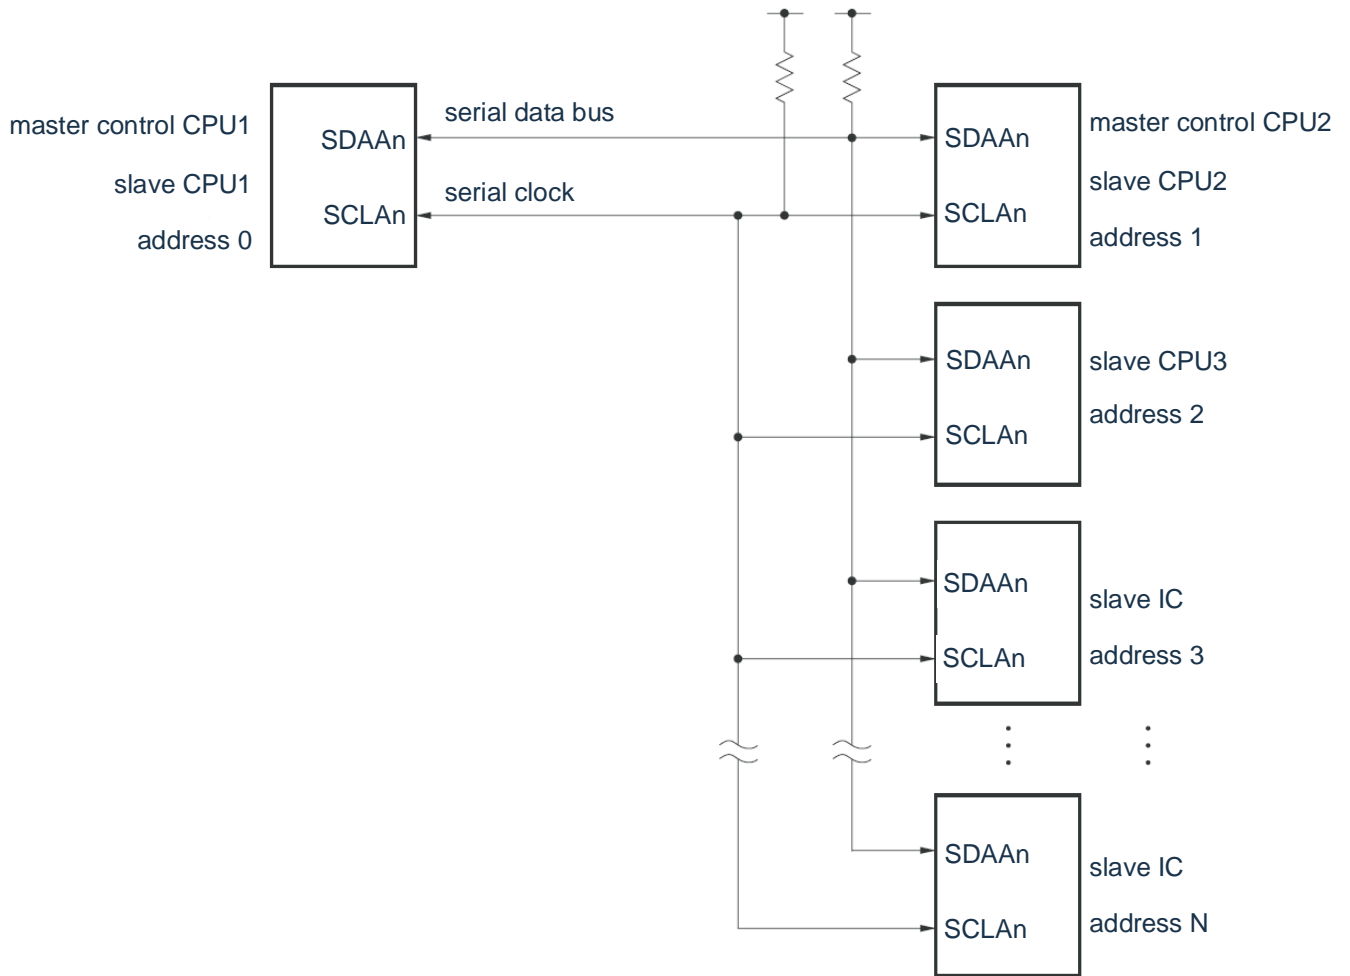 master control CPU1
slave CPU1
address 0
SDAAn
SCLAn
serial data bus
serial clock
SDAAn
SCLAn
master control CPU2
slave CPU2
address 1
SDAAn
SCLAn
slave CPU3
address 2
SDAAn
SCLAn
slave IC
address 3
SDAAn
SCLAn
slave IC
address N